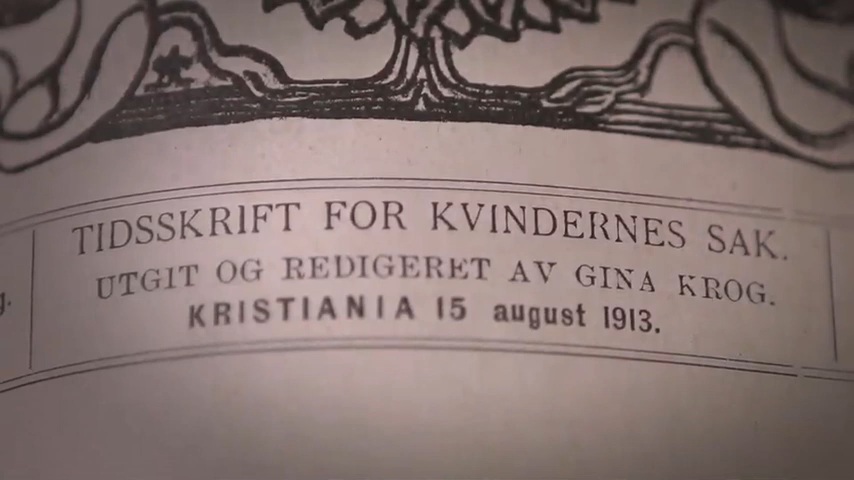 TIDSSKRIFT FOR KVINDERNES SAK.
UTGIT OG REDIGERET AV GINA KROG.
KRISTIANIA 15 august 1913.